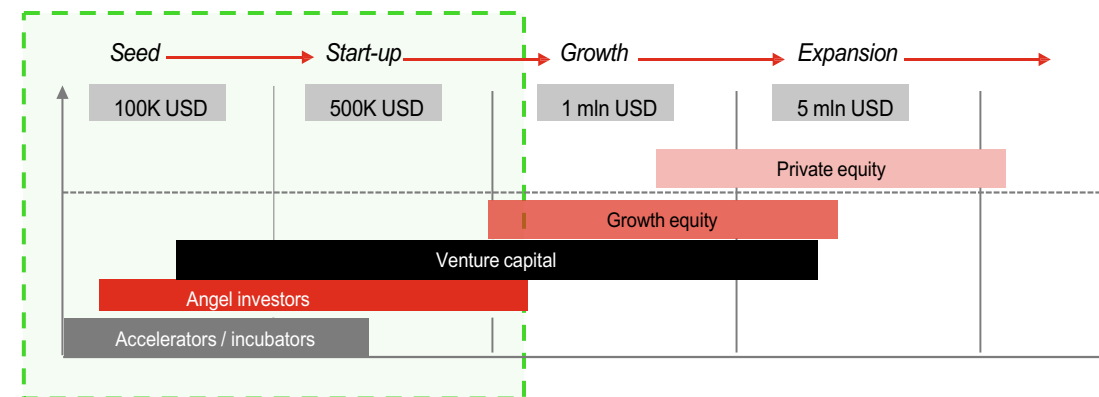 Seed Start-up Growth Expansion
100K USD 500K USD 1 mln USD 5 mln USD
Private equity
Growth equity
Venture capital
Angel investors
Accelerators / incubators